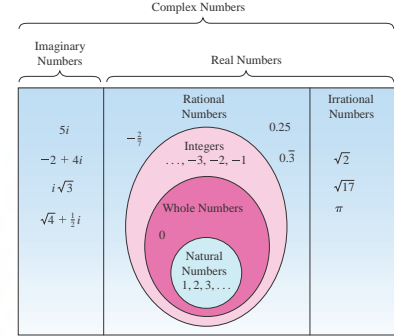 Complex Numbers
Imaginary
Numbers
Real Numbers
Rational
Numbers
Irrational
Numbers
5i
−2 + 4i
i√3
√4 + ½i
−2/7
0.25
0.3̅
Integers
. . . , −3, −2, −1
Whole Numbers
0
Natural
Numbers
1, 2, 3, . . .
√2
√17
π